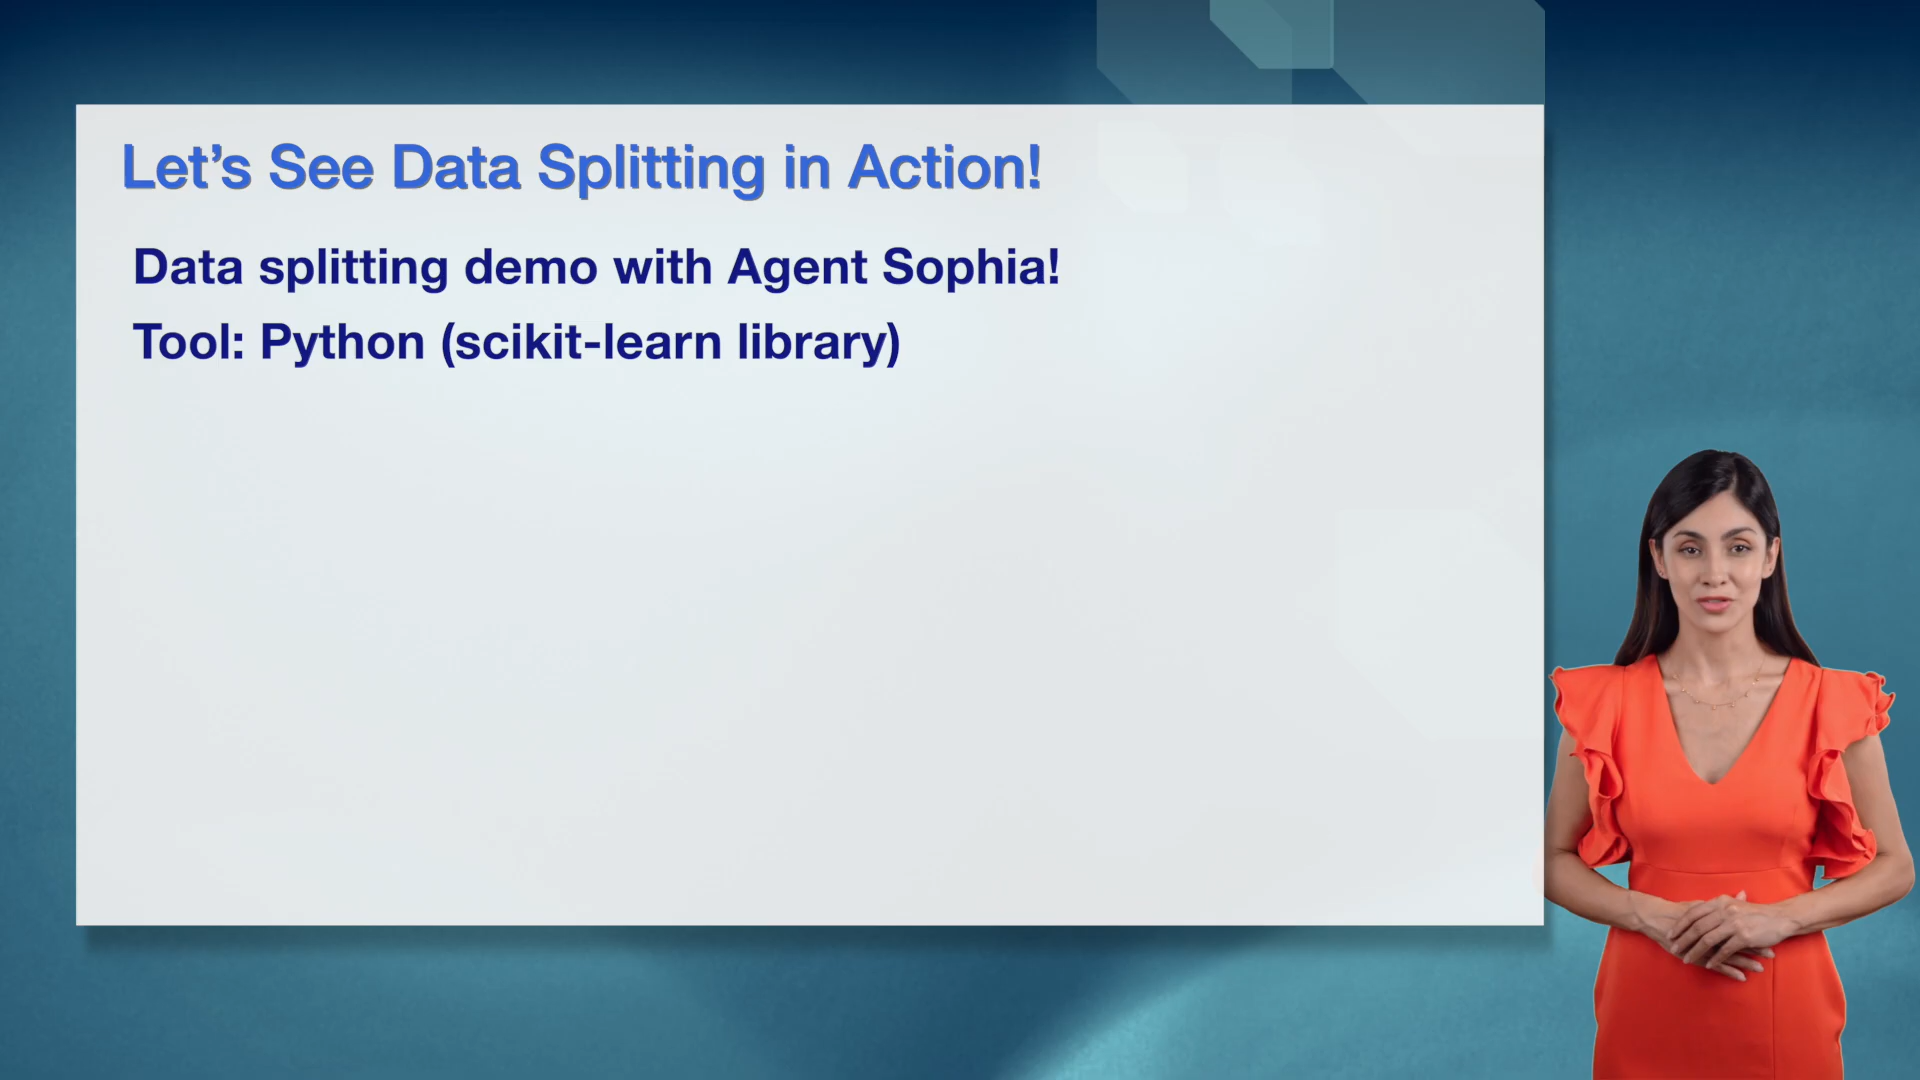 Let’s See Data Splitting in Action!
Data splitting demo with Agent Sophia!
Tool: Python (scikit-learn library)